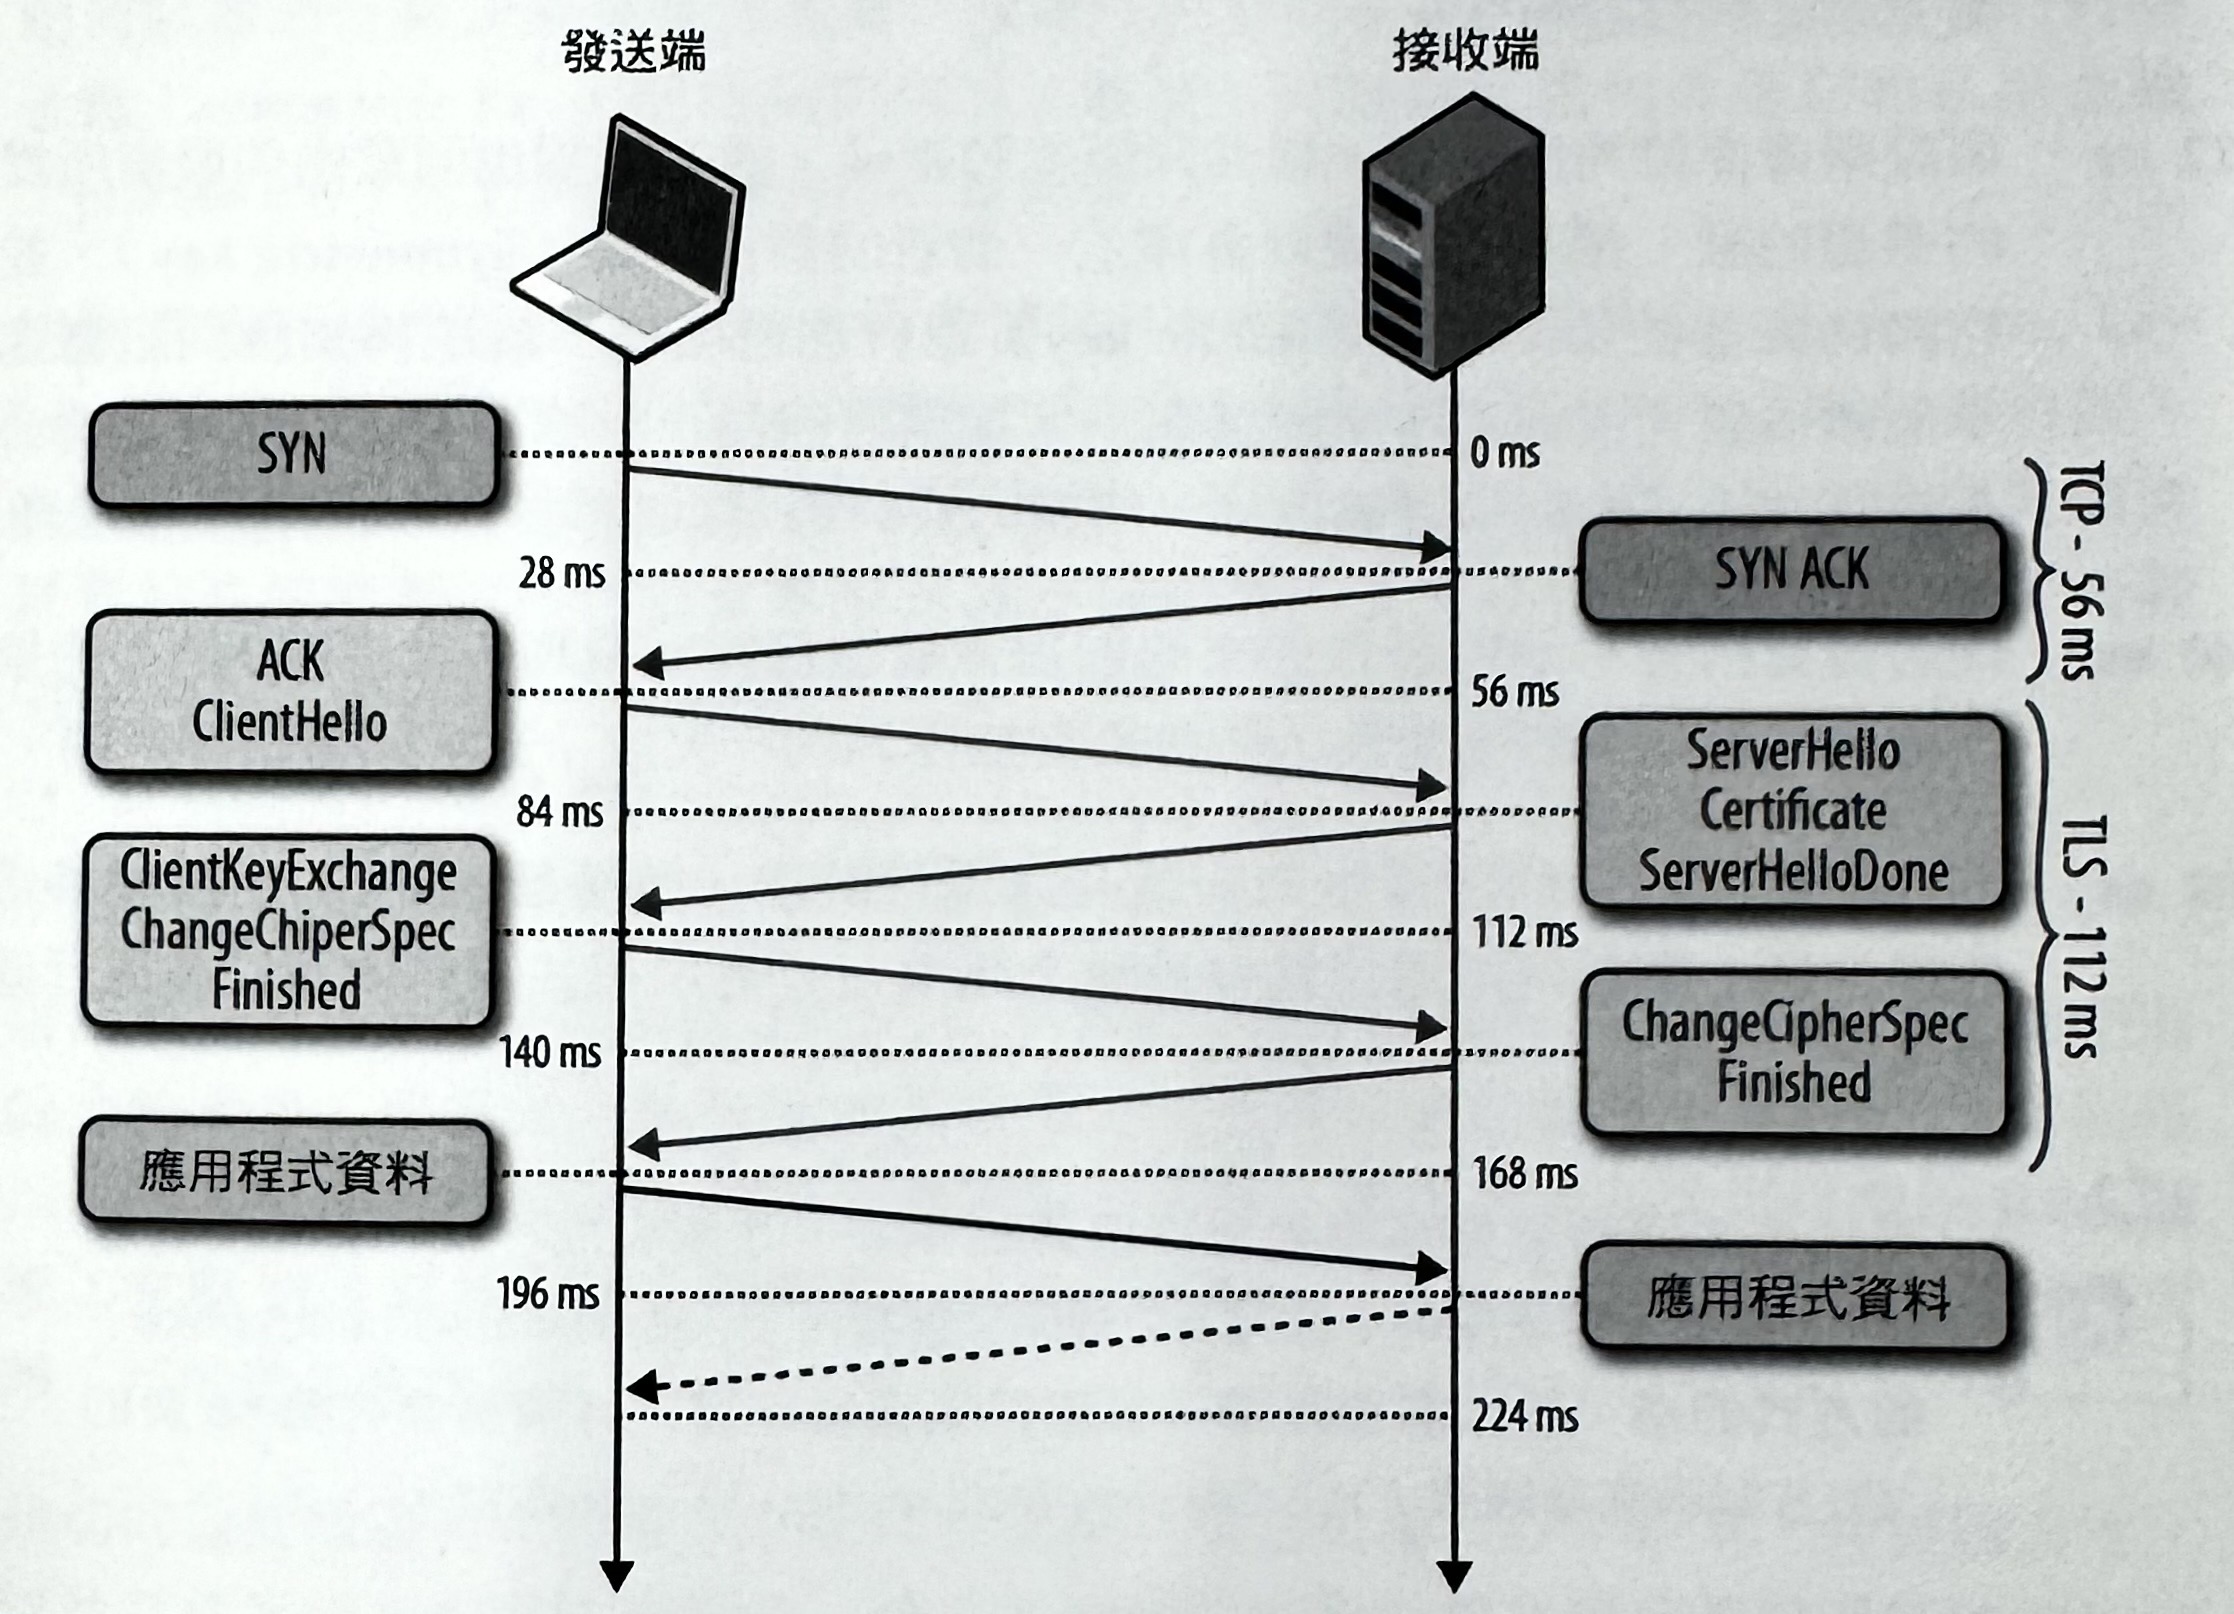 發送端
接收端
SYN
0 ms
TCP - 56 ms
28 ms
SYN ACK
ACK
ClientHello
56 ms
84 ms
ServerHello
Certificate
ServerHelloDone
TLS - 112 ms
ClientKeyExchange
ChangeChiperSpec
Finished
112 ms
140 ms
ChangeCipherSpec
Finished
應用程式資料
168 ms
196 ms
應用程式資料
224 ms